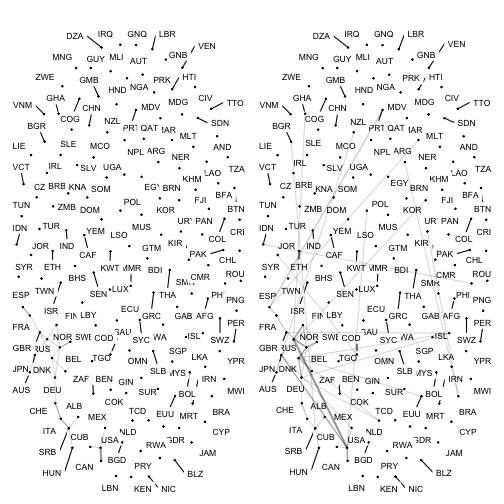 DZA IRQ GNQ LBR VEN
MNG GUY MLI AUT GNB
ZWE GMB HND NGA PRK HTI
VNM GHA CHN MDV MDG CIV TTO
BGR COG NZL PRT QAT IAR SDN
LIE SLE MCO MLT AND
VCT IRL SLV UGA NPL ARG NER LAO TZA
CZ BRB KNA SOM EGY BRN KHM BFA
TUN ZMB DOM POL KOR FJI BTN
IDN TUR YEM LSO MUS UR PAN CRI
JOR IND CAF GTM KIR PAK COL CHL
SYR ETH KWT MMR BDI CMR ROU
ESP TWN BHS SEN LUX SM THA PH PNG
FRA ISR FIN LBY ECU GRC GAB AFG PER
GBR RUS NOR SWE COD GAU SYC WA ISL SWZ
JPN DNK BEL TGO OMN SGP LKA YPR
AUS DEU ZAF BEN GIN SLB MYS IRN MWI
CHE ALB COK SUR BOL BRA
ITA CUB MEX TCD EUU MRT CYP
SRB USA NLD RWA GDR JAM
HUN CAN BGD PRY BLZ
LBN KEN NIC
DZA IRQ GNQ LBR VEN
MNG GUY MLI AUT GNB
ZWE GMB HND NGA PRK HTI
VNM GHA CHN MDV MDG CIV TTO
BGR COG NZL PRT QAT IAR SDN
LIE SLE MCO MLT AND
VCT IRL SLV UGA NPL ARG NER LAO TZA
CZ BRB KNA SOM EGY BRN KHM BFA
TUN ZMB DOM POL KOR FJI BTN
IDN TUR YEM LSO MUS UR PAN CRI
JOR IND CAF GTM KIR PAK COL CHL
SYR ETH KWT MMR BDI CMR ROU
ESP TWN BHS SEN LUX SMR THA PHI PNG
FRA ISR FIN LBY ECU GRC GAB AFG PER
GBR RUS NOR SWE COD GAU SYC WA ISL SWZ
JPN DNK BEL TGO OMN SGP LKA YPR
AUS DEU ZAF BEN GIN SLB MYS IRN MWI
CHE ALB COK SUR BOL BRA
ITA CUB MEX TCD EUU MRT CYP
SRB USA NLD RWA GDR JAM
HUN CAN BGD PRY BLZ
LBN KEN NIC